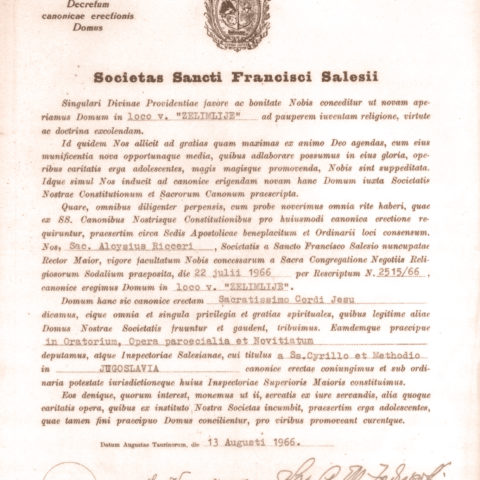 Decretum
canonicae erectionis
Domus
Societas Sancti Francisci Salesii
Singulari Divinae Providentiae favore ac bonitate Nobis conceditur ut novam ape-
riamus Domum in loco v. "ZELIMLJE" ad pauperem iuventam religione, virtute
ac doctrina excolendam.
Id quidem Nos allicit ad gratias quam maximas ex animo Deo agendas, cum eius
munificentia nova opportunaque media, quibus adlaborare possumus in eius gloria, ope-
ribus caritatis erga adolescentes, magis magisque promovenda, Nobis sint suppeditata.
Idque simul Nos inducit ad canonice erigendam novam hanc Domum iuxta Societatis
Nostrae Constitutionum et Sacrorum Canonum praescripta.
Quare, omnibus diligenter perpensis, cum probe noverimus omnia rite haberi, quae
ex SS. Canonibus Nostrisque Constitutionibus pro huiusmodi canonica erectione re-
quiruntur, praesertim circa Sedis Apostolicae beneplacitum et Ordinarii loci consensum.
Nos, Sac. Aloysius Ricceri , Societatis a Sancto Francisco Salesio nuncupatae
Rector Maior, vigore facultatum Nobis concessarum a Sacra Congregatione Negotiis Reli-
giosorum Sodalium praeposita, die 22 julii 1966 per Rescriptum N. 2515/66 ,
canonice eregimus Domum in loco v. "ZELIMLJE".
Domum hanc sic canonice erectam Sacratissimo Cordi Jesu
dicamus, eique omnia et singula privilegia et gratias spirituales, quibus legitime aliae
Domus Nostrae Societatis fruuntur et gaudent, tribuimus. Eamdemque praecipue
in Oratorium, Opera paroecialia et Novitiatum
deputamus, atque Inspectoriae Salesianae, cui titulus a Ss.Cyrillo et Methodio
in JUGOSLAVIA canonice erectae coniungimus et sub ordi-
naria potestate iurisdictioneque huius Inspectoriae Superioris Maioris constituimus.
Eos denique, quorum interest, monemus ut ii, servatis ex iure servandis, alia quoque
caritatis opera, quibus ex instituto Nostra Societas incumbit, praesertim erga adolescentes,
quae tamen fini praecipuo Domus concilientur, pro viribus promoveant curentque.
Datum Augustae Taurinorum, die 13 Augusti 1966.